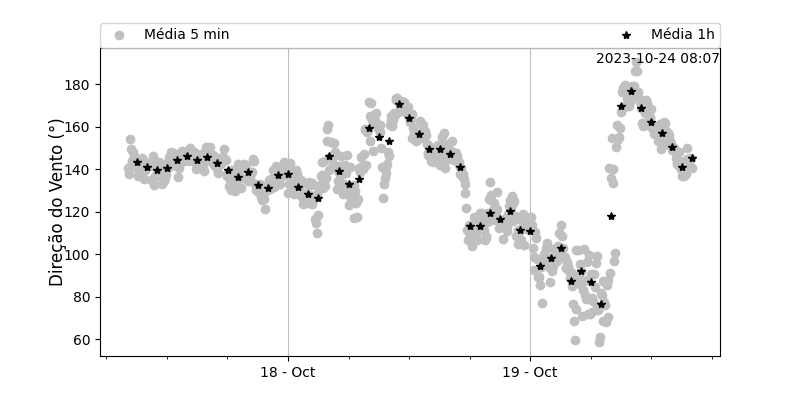 Média 5 min
Média 1h
2023-10-24 08:07
Direção do Vento (°)
180
160
140
120
100
80
60
18 - Oct
19 - Oct